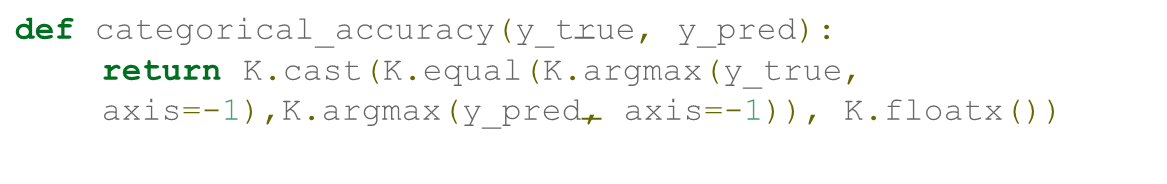 def categorical_accuracy(y_true, y_pred):
return K.cast(K.equal(K.argmax(y_true,
axis=-1),K.argmax(y_pred, axis=-1)), K.floatx())